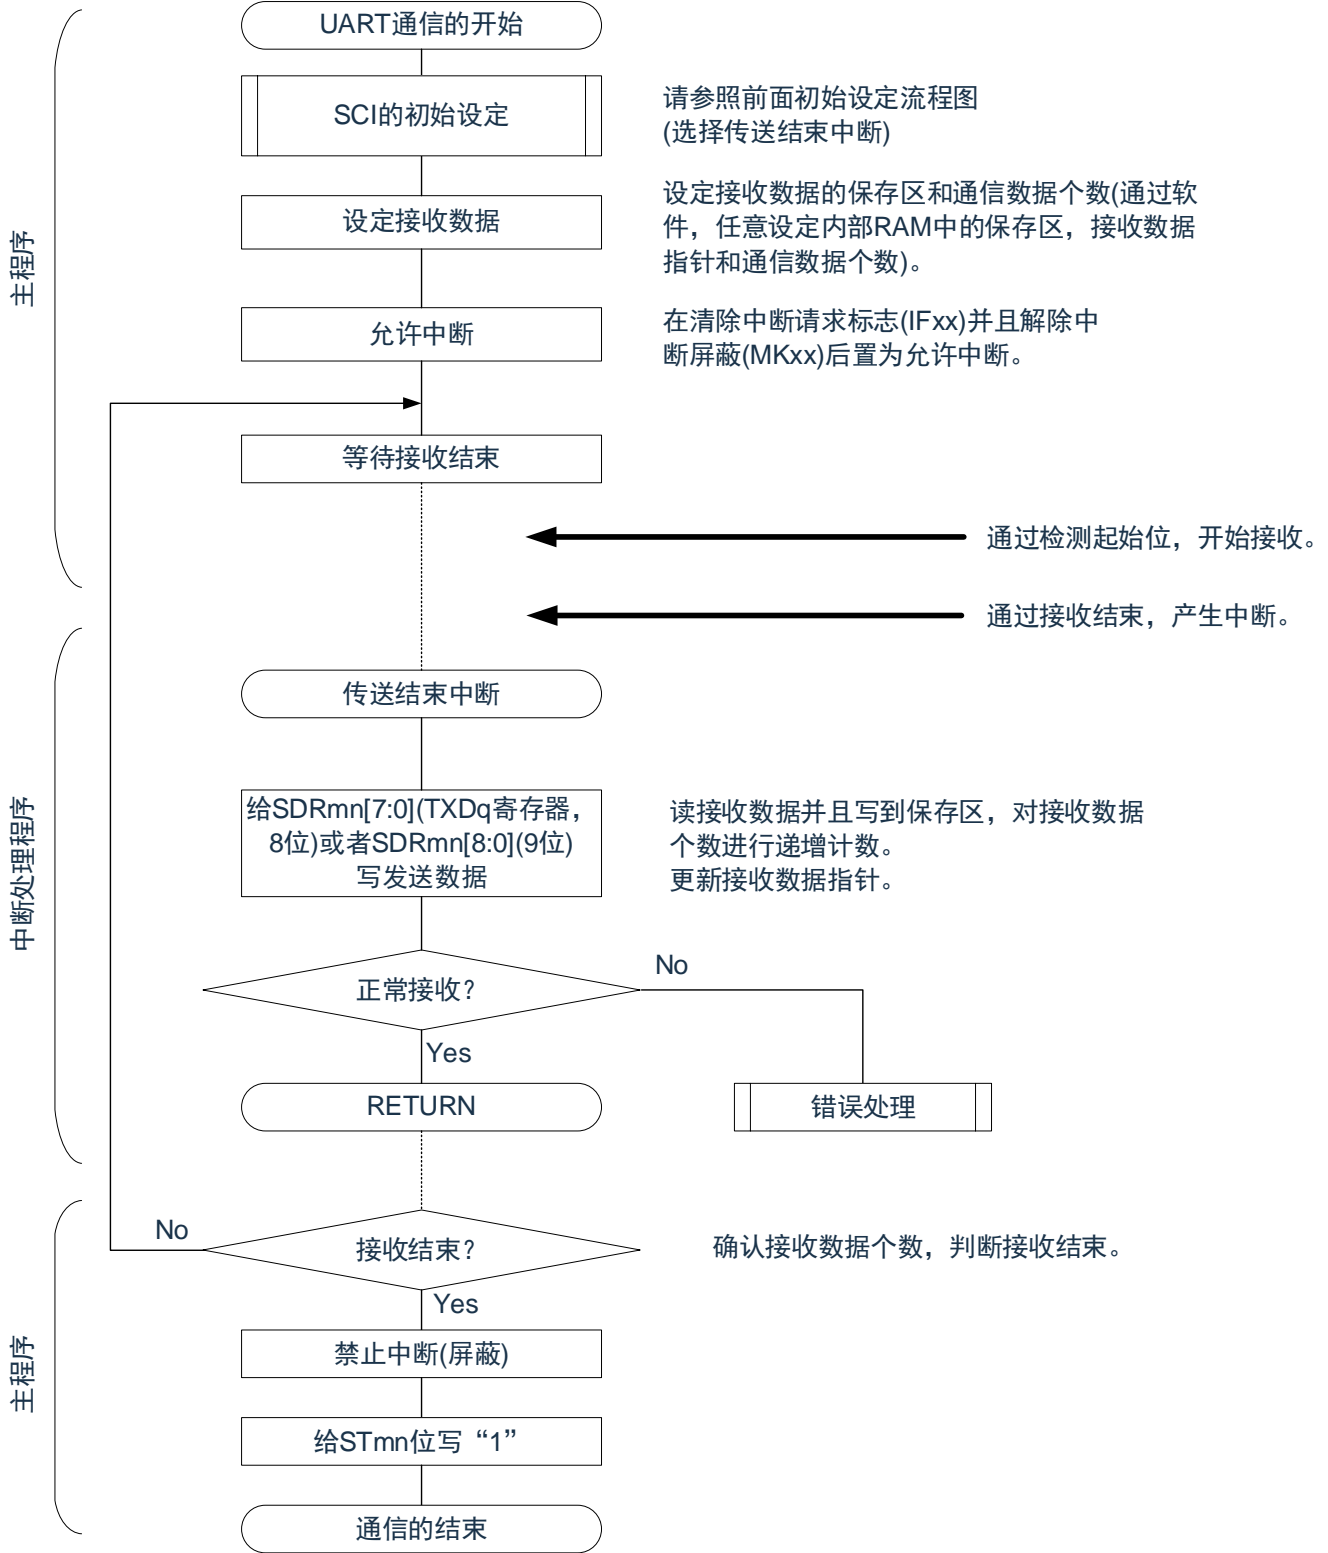 UART通信的开始
SCI的初始设定
请参照前面初始设定流程图
(选择传送结束中断)
设定接收数据
设定接收数据的保存区和通信数据个数(通过软
件，任意设定内部RAM中的保存区，接收数据
指针和通信数据个数)。
主程序
允许中断
在清除中断请求标志(IFxx)并且解除中
断屏蔽(MKxx)后置为允许中断。
等待接收结束
通过检测起始位，开始接收。
通过接收结束，产生中断。
传送结束中断
中断处理程序
给SDRmn[7:0](TXDq寄存器，
8位)或者SDRmn[8:0](9位)
写发送数据
读接收数据并且写到保存区，对接收数据
个数进行递增计数。
更新接收数据指针。
正常接收？
No
Yes
RETURN
错误处理
No
接收结束？
确认接收数据个数，判断接收结束。
Yes
主程序
禁止中断(屏蔽)
给STmn位写“1”
通信的结束